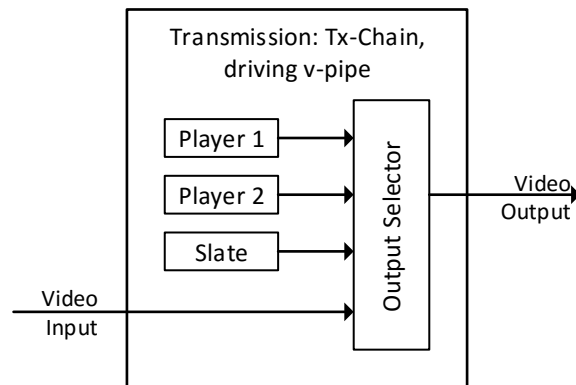 Transmission: Tx-Chain,
driving v-pipe
Player 1
Player 2
Slate
Output Selector
Video
Output
Video
Input